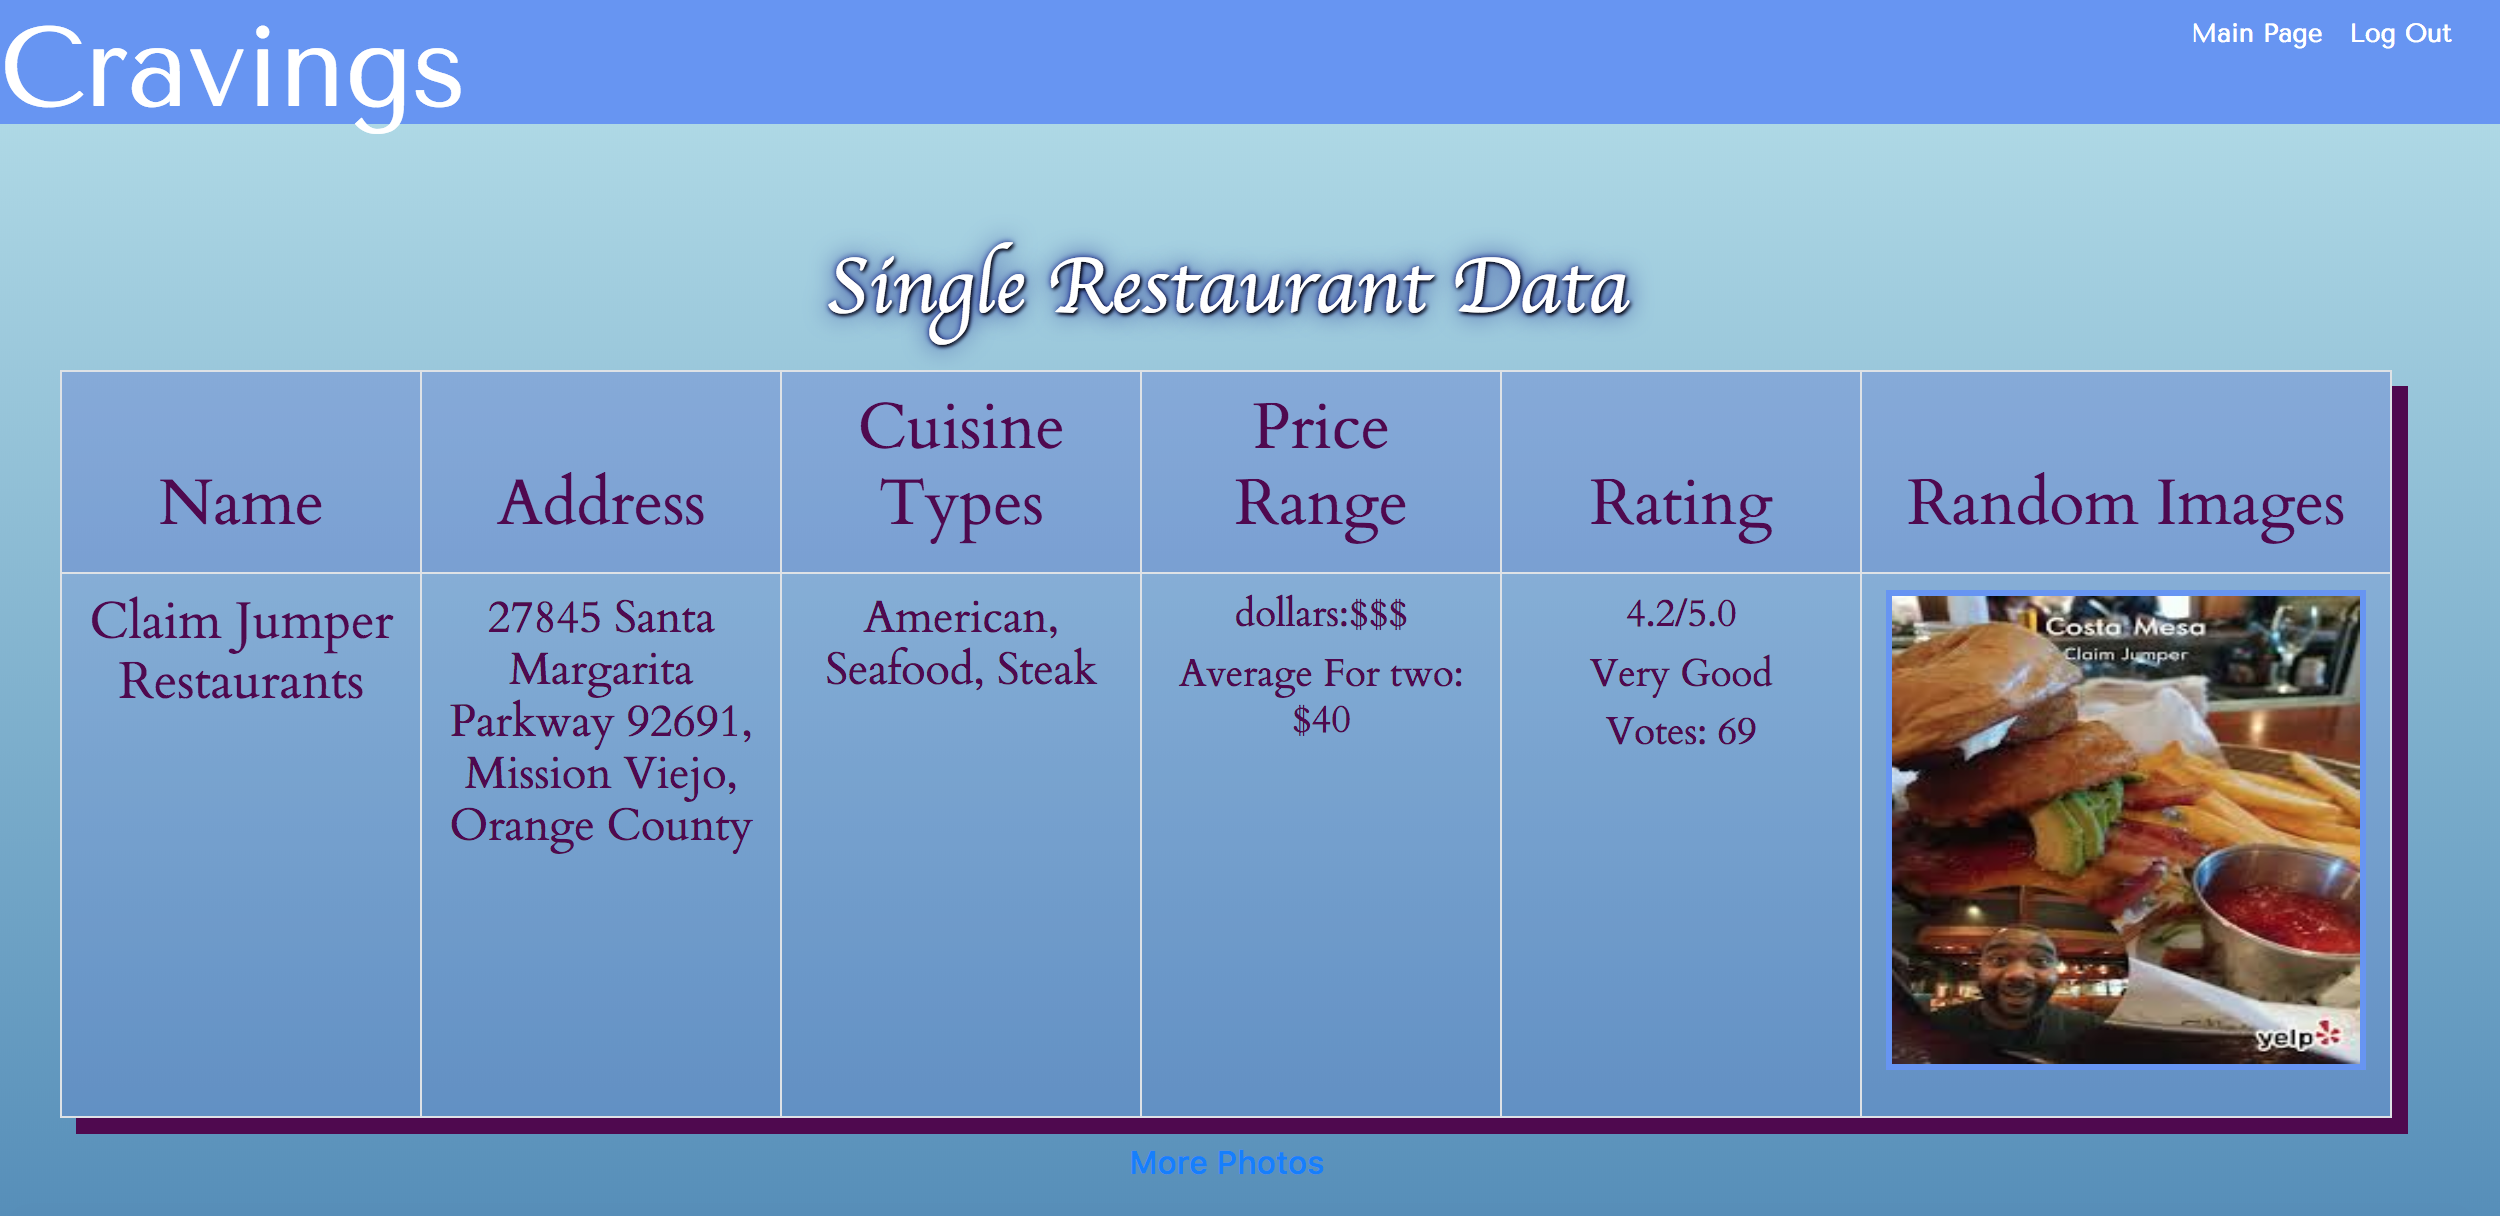 Cravings
Main Page Log Out
Single Restaurant Data
Name
Address
Cuisine
Types
Price
Range
Rating
Random Images
Claim Jumper
Restaurants
27845 Santa
Margarita
Parkway 92691,
Mission Viejo,
Orange County
American,
Seafood, Steak
dollars:$$$
Average For two:
$40
4.2/5.0
Very Good
Votes: 69
Costa Mesa
Claim Jumper
yelp
More Photos